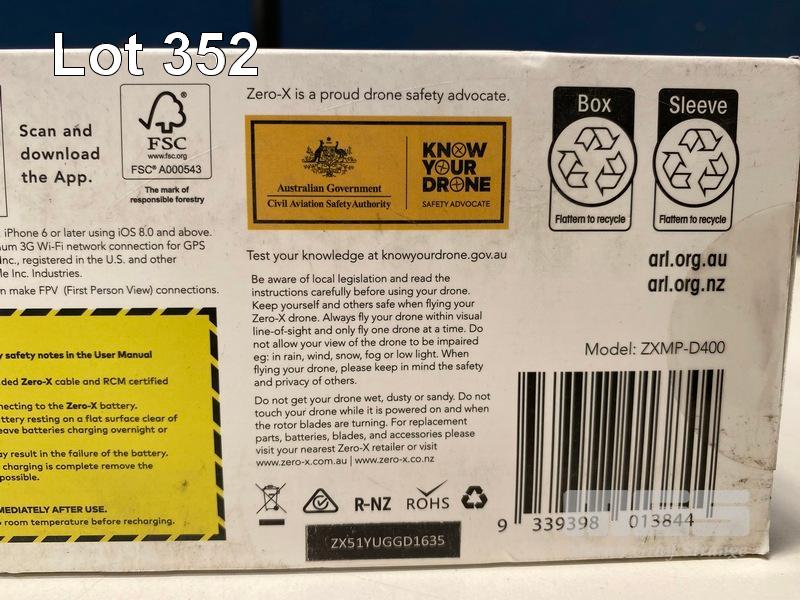 Lot 352
Scan and
download
the App.
FSC
www.fsc.org
FSC® A000543
The mark of
responsible forestry
iPhone 6 or later using iOS 8.0 and above.
3G Wi-Fi network connection for GPS
Inc., registered in the U.S. and other
Inc. Industries.
make FPV (First Person View) connections.
safety notes in the User Manual
Zero-X cable and RCM certified
to the Zero-X battery.
resting on a flat surface clear of
batteries charging overnight or
result in the failure of the battery.
charging is complete remove the
possible.
AFTER USE.
room temperature before recharging.
Zero-X is a proud drone safety advocate.
Australian Government
Civil Aviation Safety Authority
KNOW
YOUR
DRONE
SAFETY ADVOCATE
Test your knowledge at knowyourdrone.gov.au
Be aware of local legislation and read the
instructions carefully before using your drone.
Keep yourself and others safe when flying your
Zero-X drone. Always fly your drone within visual
line-of-sight and only fly one drone at a time. Do
not allow your view of the drone to be impaired
eg: in rain, wind, snow, fog or low light. When
flying your drone, please keep in mind the safety
and privacy of others.
Do not get your drone wet, dusty or sandy. Do not
touch your drone while it is powered on and when
the rotor blades are turning. For replacement
parts, batteries, blades, and accessories please
visit your nearest Zero-X retailer or visit
www.zero-x.com.au | www.zero-x.co.nz
R-NZ
ROHS
ZX51YUGGD1635
Box
Flattern to recycle
Sleeve
Flattern to recycle
arl.org.au
arl.org.nz
Model: ZXMP-D400
9 339398 013844